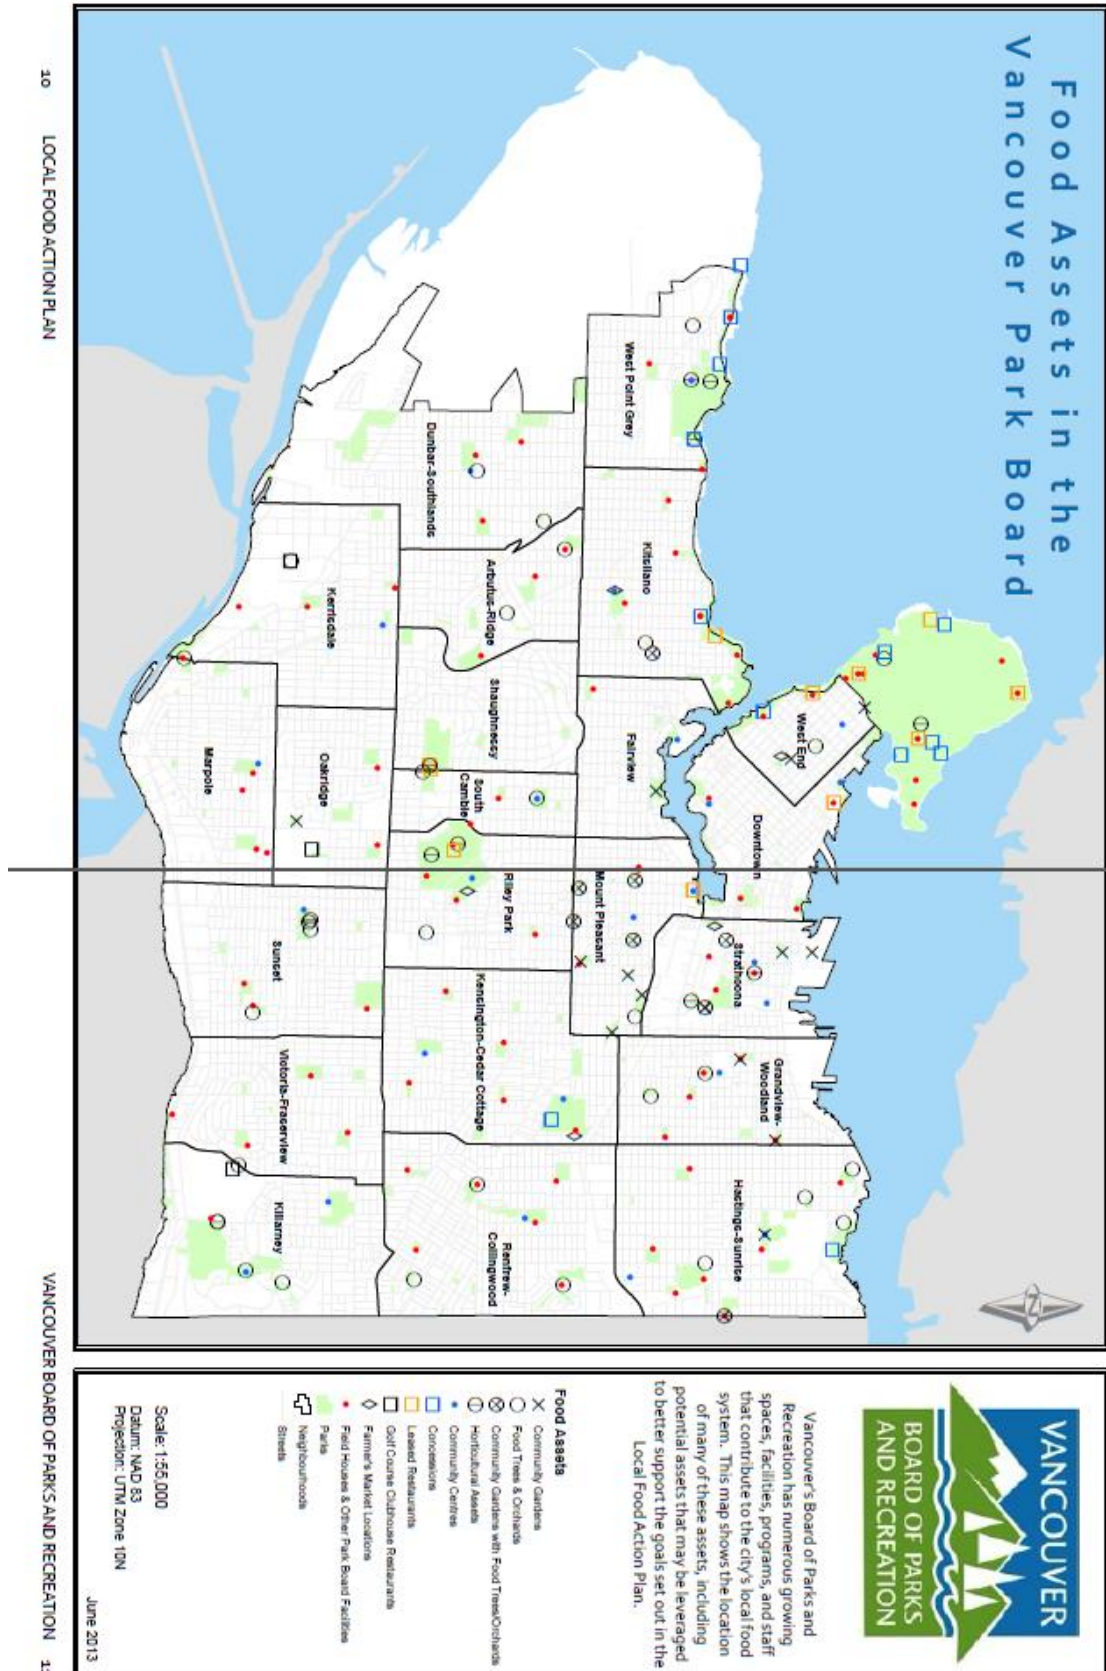 Food Assets in the
Vancouver Park Board
West Point Grey
Kitsilano
Dunbar-Southlands
Arbutus-Ridge
Kerrisdale
Shaughnessy
Fairview
West End
Downtown
South
Cambie
Oakridge
Marpole
Riley Park
Mount Pleasant
Strathcona
Sunset
Kensington-Cedar Cottage
Grandview-
Woodland
Victoria-Fraserview
Killarney
Renfrew-
Collingwood
Hastings-Sunrise
N
VANCOUVER
BOARD OF PARKS
AND RECREATION
Vancouver's Board of Parks and
Recreation has numerous growing
spaces, facilities, programs, and staff
that contribute to the city's local food
system. This map shows the location
of many of these assets, including
potential assets that may be leveraged
to better support the goals set out in the
Local Food Action Plan.
Food Assets
Community Gardens
Food Trees & Orchards
Community Gardens with Food Trees/Orchards
Horticultural Assets
Community Centres
Concessions
Leased Restaurants
Golf Course Clubhouse Restaurants
Farmer's Market Locations
Field Houses & Other Park Board Facilities
Parks
Neighbourhoods
Streets
Scale: 1:55,000
Datum: NAD 83
Projection: UTM Zone 10N
June 2013
10 LOCAL FOOD ACTION PLAN
VANCOUVER BOARD OF PARKS AND RECREATION